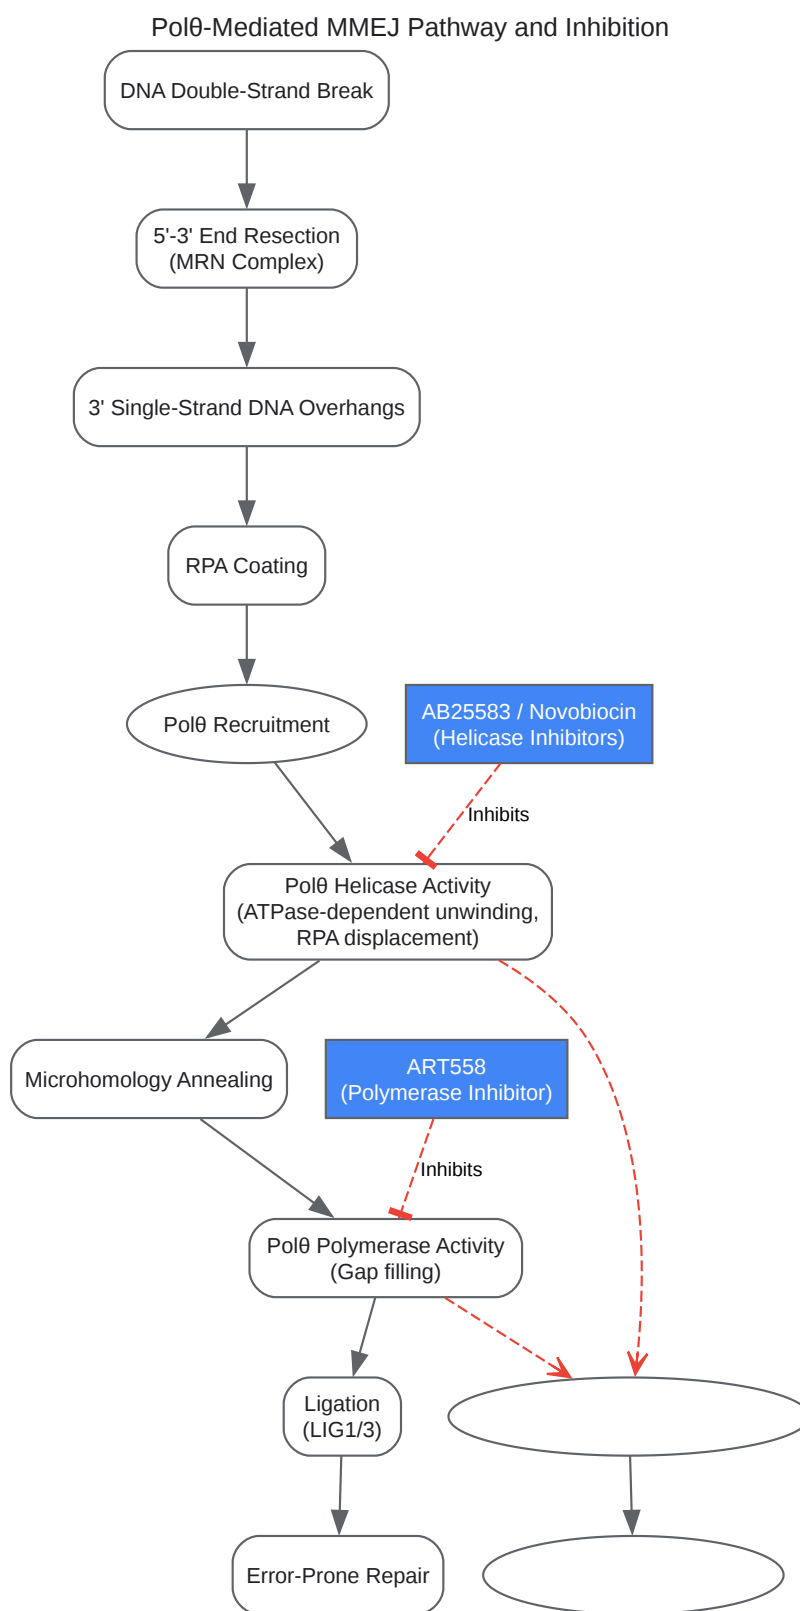 Polθ-Mediated MMEJ Pathway and Inhibition
DNA Double-Strand Break
5'-3' End Resection
(MRN Complex)
3' Single-Strand DNA Overhangs
RPA Coating
Polθ Recruitment
AB25583 / Novobiocin
(Helicase Inhibitors)
Inhibits
Polθ Helicase Activity
(ATPase-dependent unwinding,
RPA displacement)
Microhomology Annealing
ART558
(Polymerase Inhibitor)
Inhibits
Polθ Polymerase Activity
(Gap filling)
Ligation
(LIG1/3)
Error-Prone Repair